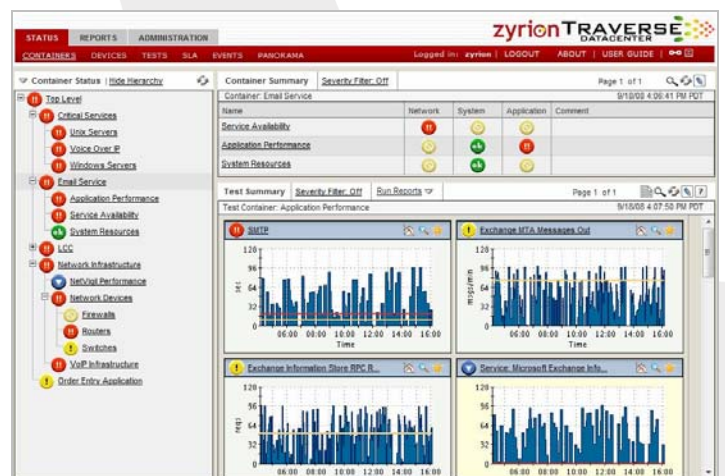 zyrion TRAVERSE
DATACENTER
STATUS REPORTS ADMINISTRATION
CONTAINERS DEVICES TESTS SLA EVENTS PANORAMA Logged in: zyrion | LOGOUT ABOUT | USER GUIDE |
Container Status | Hide Hierarchy
Top Level
Critical Services
Unix Servers
Voice Over IP
Windows Servers
Email Service
Application Performance
Service Availability
ok System Resources
LCC
Network Infrastructure
NetVigil Performance
Network Devices
Firewalls
Routers
Switches
VoIP Infrastructure
Order Entry Application
Container Summary Severity Filter: Off Page 1 of 1
Container: Email Service 9/18/08 4:06:41 PM PDT
Name Network System Application Comment
Service Availability
Application Performance ok
System Resources ok
Test Summary Severity Filter: Off Run Reports Page 1 of 1
Test Container: Application Performance 9/18/08 4:07:50 PM PDT
SMTP
120
96
64
32
0
sec
06:00 08:00 10:00 12:00 14:00 16:00
Time
Exchange MTA Messages Out
120
96
64
32
0
msgs/min
06:00 08:00 10:00 12:00 14:00 16:00
Time
Exchange Information Store RPC R...
120
96
64
32
0
reqs
06:00 08:00 10:00 12:00 14:00 16:00
Service: Microsoft Exchange Info...
120
96
64
32
0
06:00 08:00 10:00 12:00 14:00 16:00